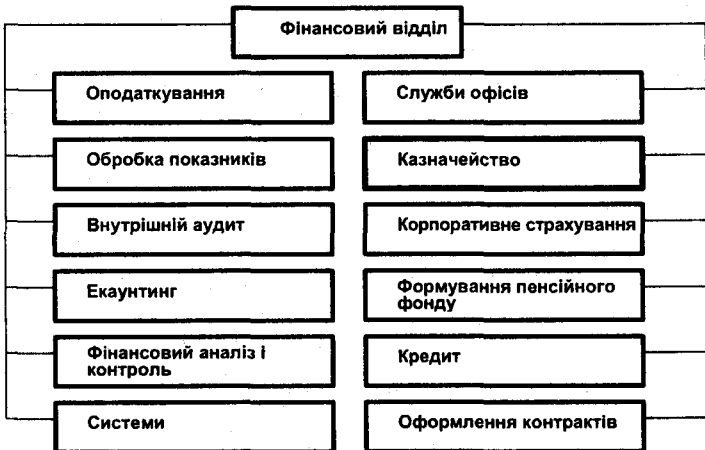 Фінансовий відділ
Оподаткування
Служби офісів
Обробка показників
Казначейство
Внутрішній аудит
Корпоративне страхування
Екаунтинг
Формування пенсійного
фонду
Фінансовий аналіз і
контроль
Кредит
Системи
Оформлення контрактів